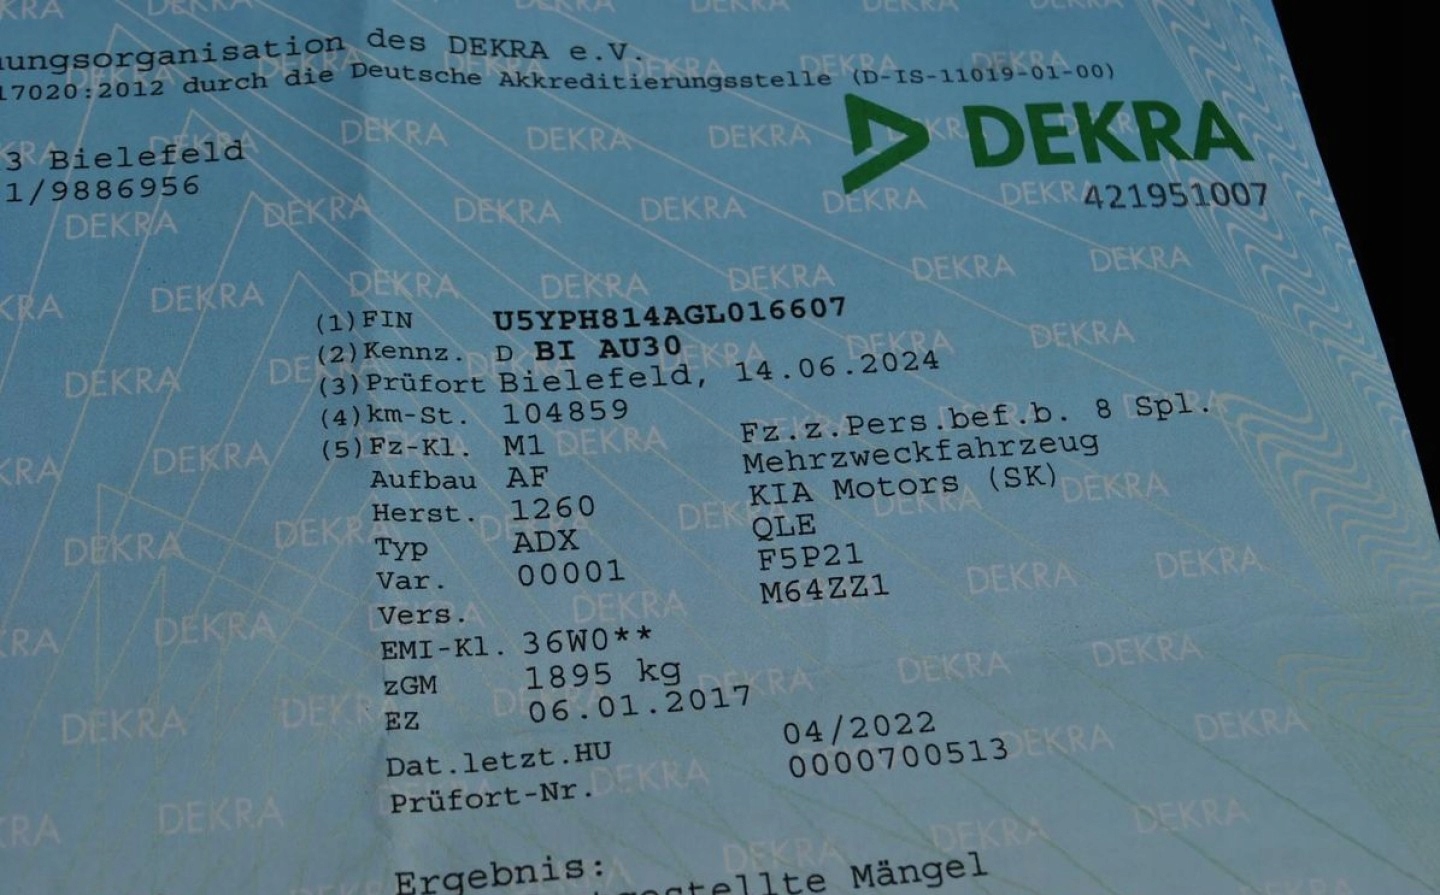 des DEKRA e.V.
17020:2012 durch die Deutsche Akkreditierungsstelle (D-IS-11019-01-00)
DEKRA
421951007
3 Bielefeld
1/9886956
(1) FIN U5YPH814AGL016607
(2) Kennz. D BI AU30
(3) Prüfort Bielefeld, 14.06.2024
(4) km-St. 104859
(5) Fz-Kl. M1 Fz.z.Pers.bef.b. 8 Spl.
Aufbau AF Mehrzweckfahrzeug
Herst. 1260 KIA Motors (SK)
Typ ADX QLE
Var. 00001 F5P21
Vers. M64ZZ1
EMI-Kl. 36W0**
zGM 1895 kg
EZ 06.01.2017
Dat.letzt.HU 04/2022
Prüfort-Nr. 0000700513
Ergebnis:
Mängel